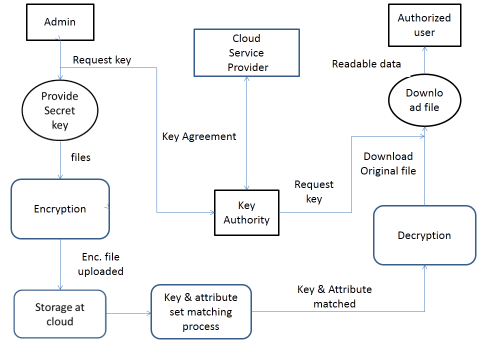 Admin
Authorized
user
Cloud
Service
Provider
Request key
Readable data
Provide
Secret
key
Downlo
ad file
Key Agreement
files
Download
Original file
Request
key
Encryption
Key
Authority
Decryption
Enc. file
uploaded
Key & Attribute
matched
Storage at
cloud
Key & attribute
set matching
process